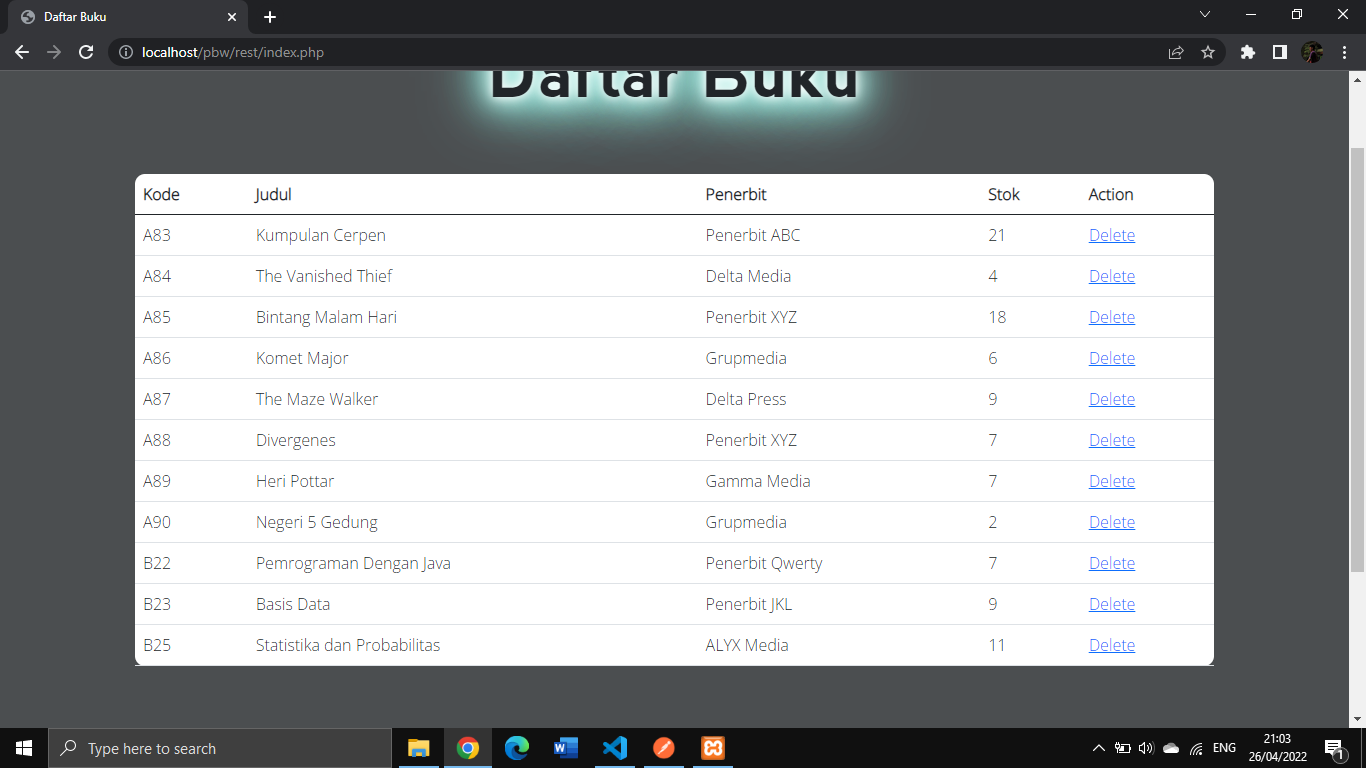 Daftar Buku
localhost/pbw/rest/index.php
Daftar Buku
Kode Judul Penerbit Stok Action
A83 Kumpulan Cerpen Penerbit ABC 21 Delete
A84 The Vanished Thief Delta Media 4 Delete
A85 Bintang Malam Hari Penerbit XYZ 18 Delete
A86 Komet Major Grupmedia 6 Delete
A87 The Maze Walker Delta Press 9 Delete
A88 Divergenes Penerbit XYZ 7 Delete
A89 Heri Pottar Gamma Media 7 Delete
A90 Negeri 5 Gedung Grupmedia 2 Delete
B22 Pemrograman Dengan Java Penerbit Qwerty 7 Delete
B23 Basis Data Penerbit JKL 9 Delete
B25 Statistika dan Probabilitas ALYX Media 11 Delete
Type here to search
ENG
21:03
26/04/2022
1